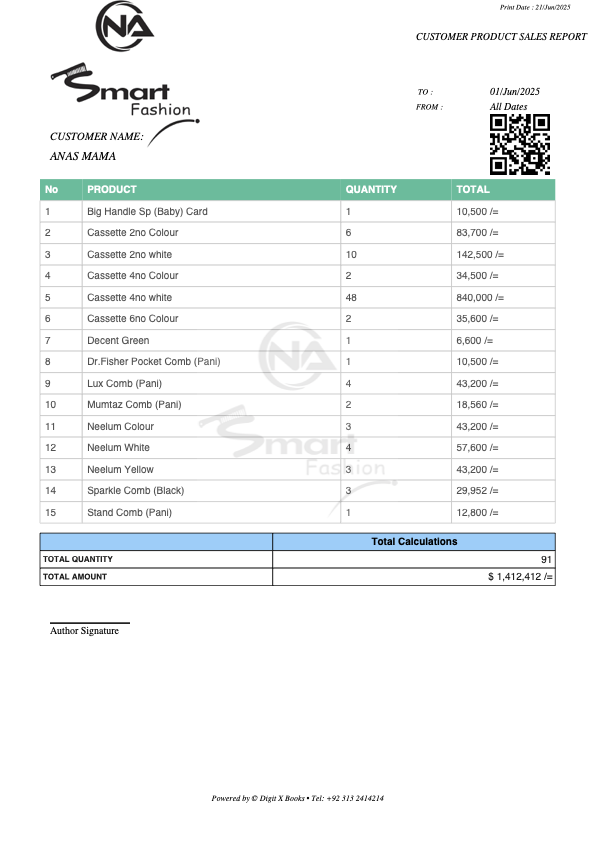 Print Date : 21/Jun/2025
NA
CUSTOMER PRODUCT SALES REPORT
Smart
Fashion
TO : 01/Jun/2025
FROM : All Dates
CUSTOMER NAME:
ANAS MAMA
No PRODUCT QUANTITY TOTAL
1 Big Handle Sp (Baby) Card 1 10,500 /=
2 Cassette 2no Colour 6 83,700 /=
3 Cassette 2no white 10 142,500 /=
4 Cassette 4no Colour 2 34,500 /=
5 Cassette 4no white 48 840,000 /=
6 Cassette 6no Colour 2 35,600 /=
7 Decent Green 1 6,600 /=
8 Dr.Fisher Pocket Comb (Pani) 1 10,500 /=
9 Lux Comb (Pani) 4 43,200 /=
10 Mumtaz Comb (Pani) 2 18,560 /=
11 Neelum Colour 3 43,200 /=
12 Neelum White 4 57,600 /=
13 Neelum Yellow 3 43,200 /=
14 Sparkle Comb (Black) 3 29,952 /=
15 Stand Comb (Pani) 1 12,800 /=
NA
Smart
Fashion
Total Calculations
TOTAL QUANTITY 91
TOTAL AMOUNT $ 1,412,412 /=
Author Signature
Powered by © Digit X Books • Tel: +92 313 2414214